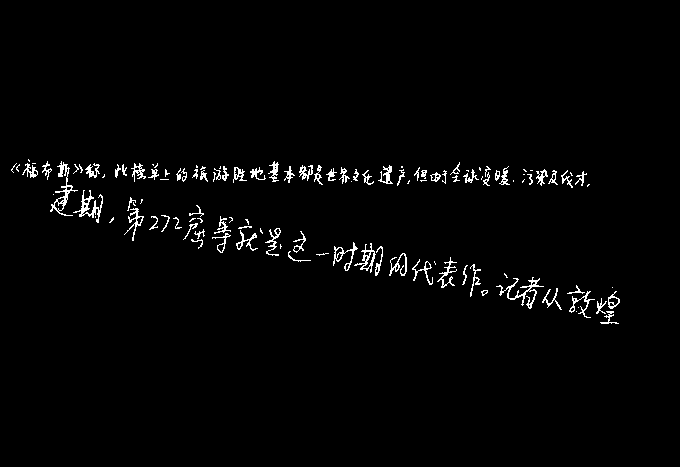 《福布斯》称，此榜单上的旅游胜地基本都是世界文化遗产，但由于全球变暖、污染及伐木，
建期，第272窟等就是这一时期的代表作。记者从敦煌